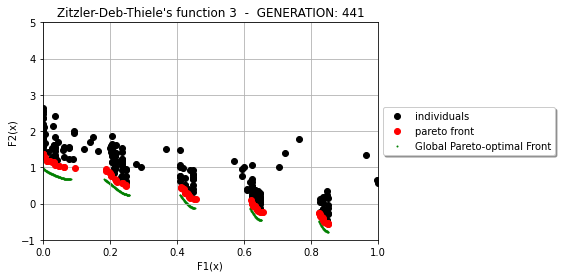 Zitzler-Deb-Thiele's function 3 - GENERATION: 441
5
4
3
2
1
0
−1
F2(x)
0.0 0.2 0.4 0.6 0.8 1.0
F1(x)
individuals
pareto front
Global Pareto-optimal Front